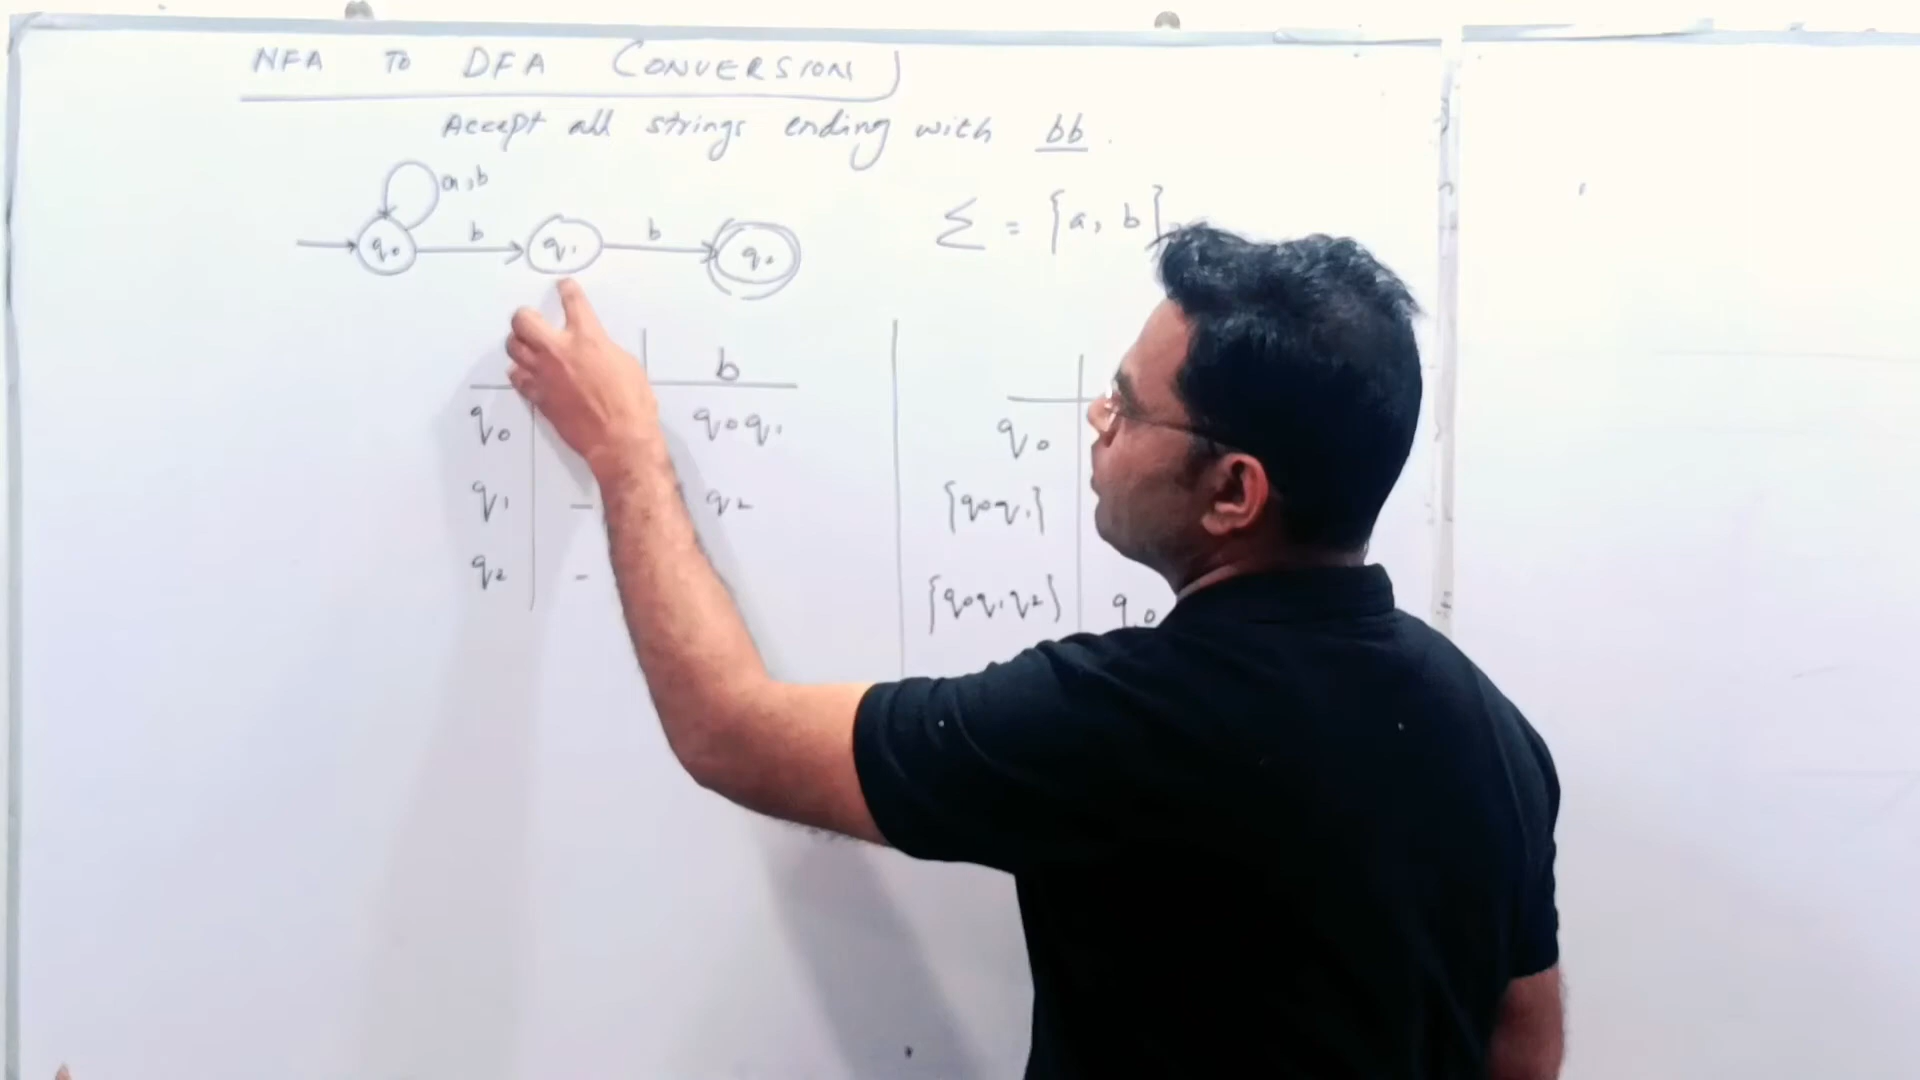 NFA TO DFA CONVERSION
Accept all strings ending with bb.
a,b
q0 b q1 b q2
Σ = {a, b}
b
q0 q0q1
q1 - q2
q2 -
q0
{q0q1}
{q0q1q2} q0